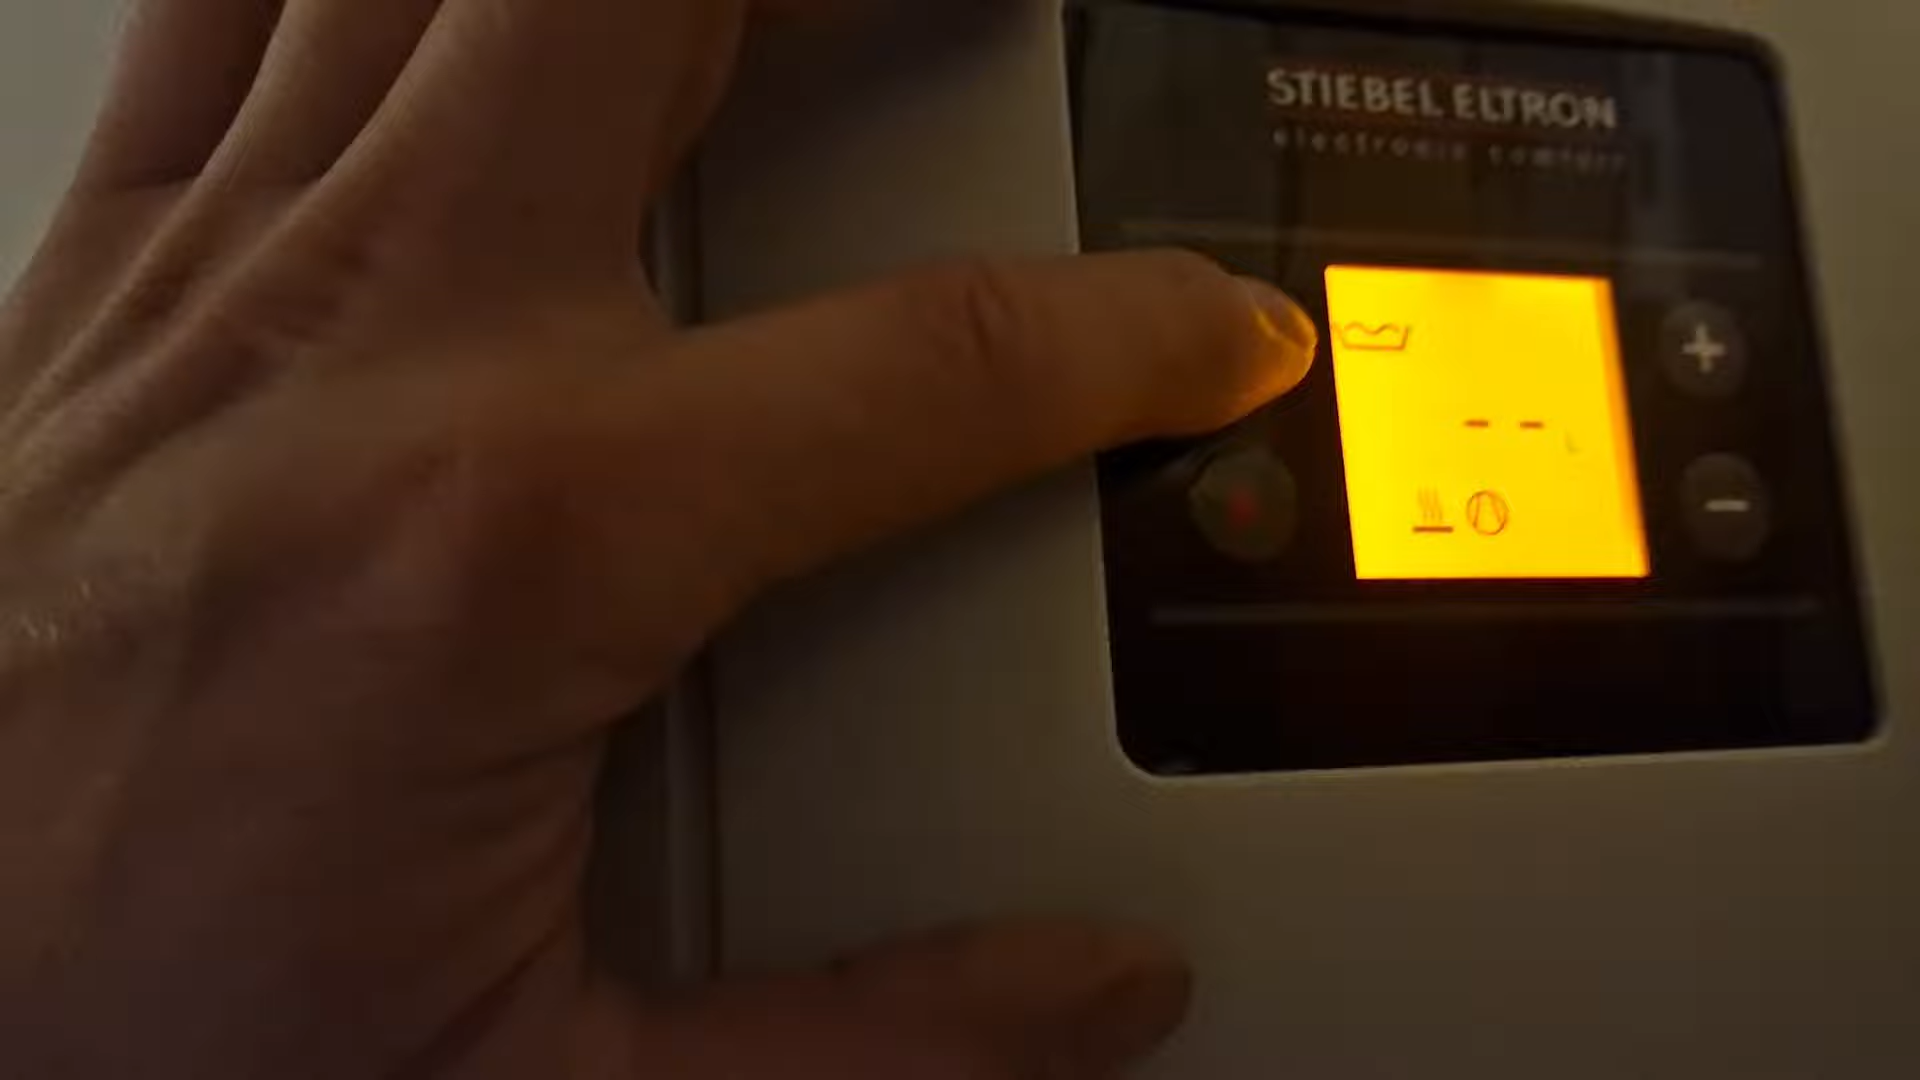 STIEBEL ELTRON
electronic comfort
+
- -
L
−